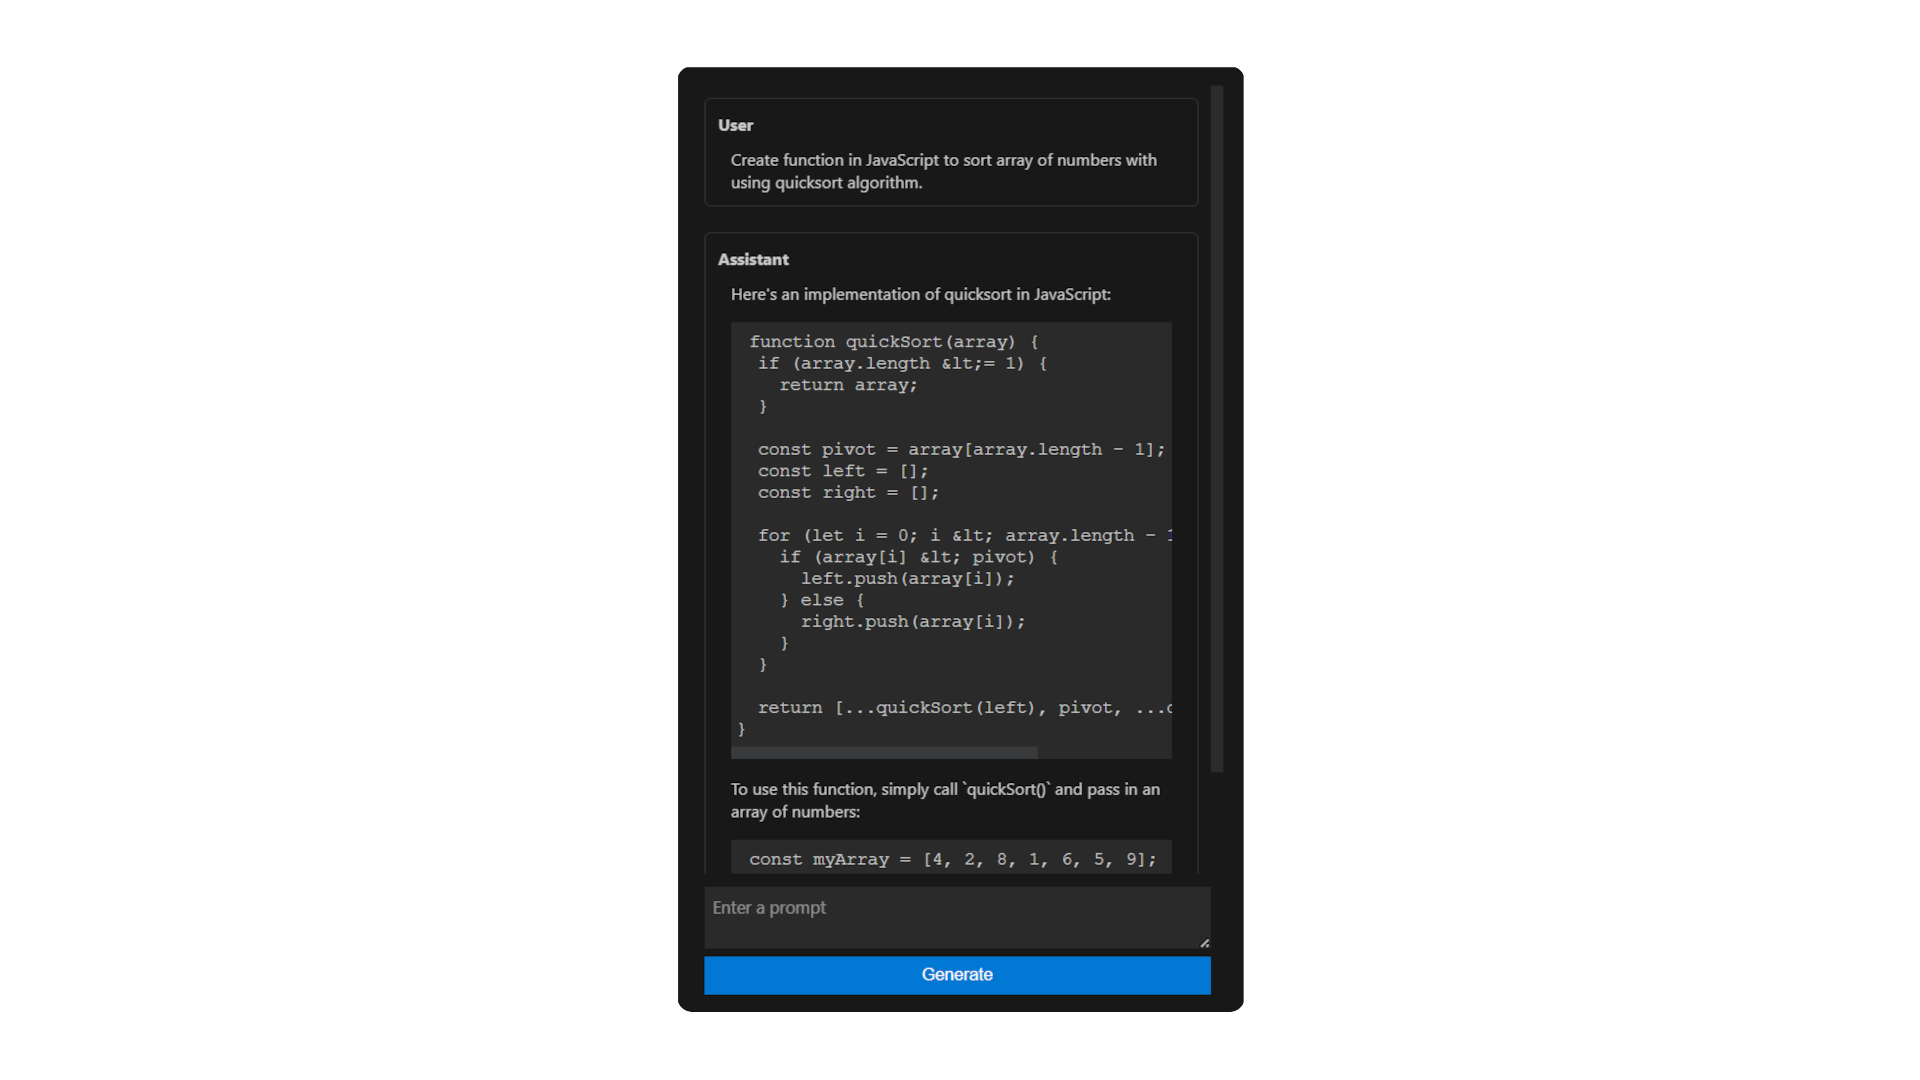 User
Create function in JavaScript to sort array of numbers with
using quicksort algorithm.
Assistant
Here's an implementation of quicksort in JavaScript:
function quickSort(array) {
if (array.length &lt;= 1) {
return array;
}
const pivot = array[array.length - 1];
const left = [];
const right = [];
for (let i = 0; i &lt; array.length - 1
if (array[i] &lt; pivot) {
left.push(array[i]);
} else {
right.push(array[i]);
}
}
return [...quickSort(left), pivot, ...
}
To use this function, simply call `quickSort()` and pass in an
array of numbers:
const myArray = [4, 2, 8, 1, 6, 5, 9];
Enter a prompt
Generate